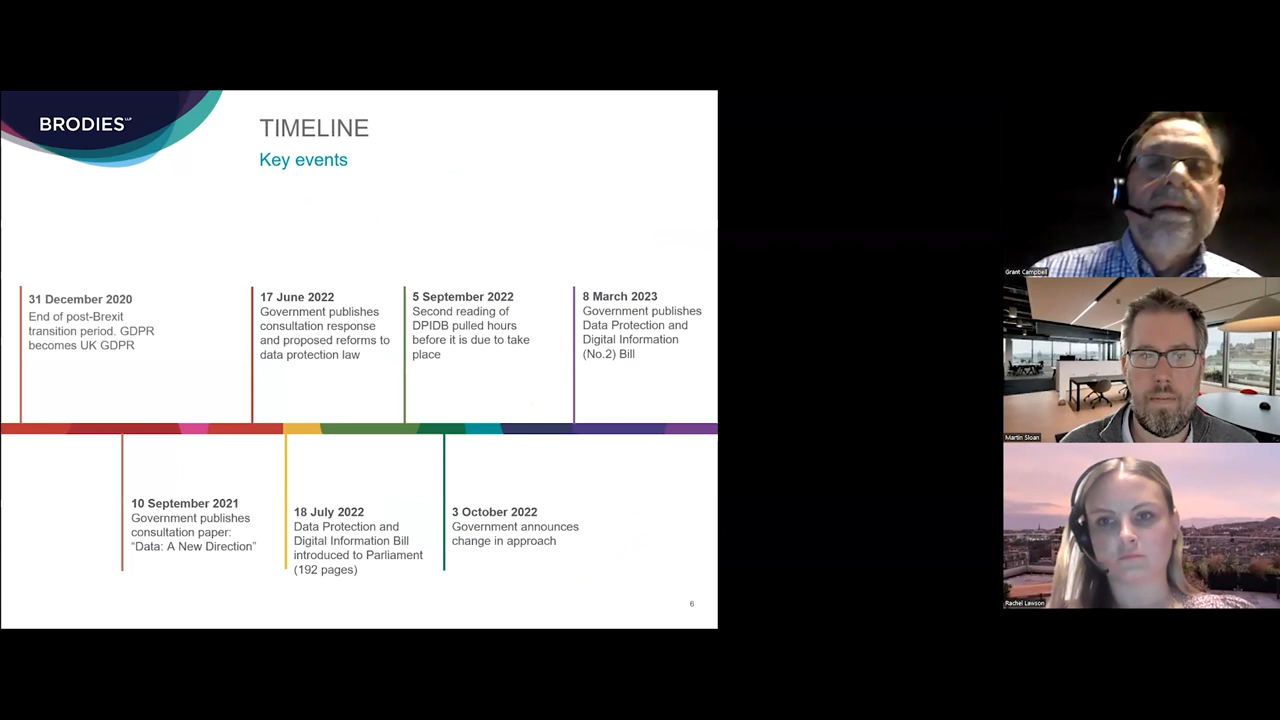 BRODIES LLP
TIMELINE
Key events
31 December 2020
End of post-Brexit
transition period. GDPR
becomes UK GDPR
17 June 2022
Government publishes
consultation response
and proposed reforms to
data protection law
5 September 2022
Second reading of
DPIDB pulled hours
before it is due to take
place
8 March 2023
Government publishes
Data Protection and
Digital Information
(No.2) Bill
10 September 2021
Government publishes
consultation paper:
“Data: A New Direction”
18 July 2022
Data Protection and
Digital Information Bill
introduced to Parliament
(192 pages)
3 October 2022
Government announces
change in approach
6
Grant Campbell
Martin Sloan
Rachel Lawson